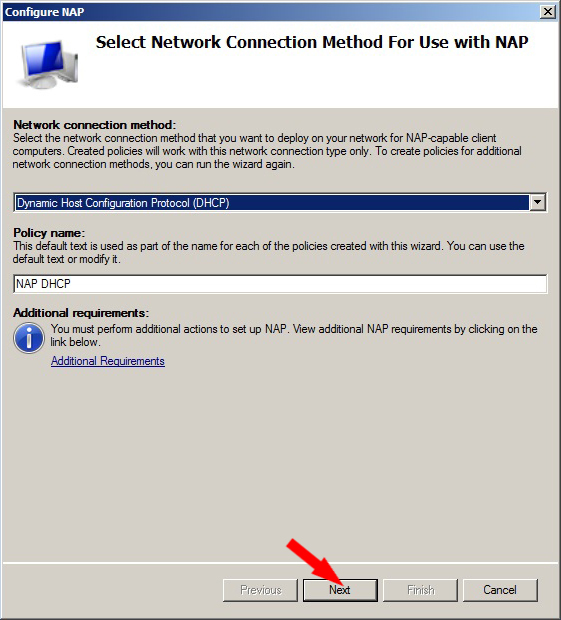 Configure NAP
Select Network Connection Method For Use with NAP
Network connection method:
Select the network connection method that you want to deploy on your network for NAP-capable client
computers. Created policies will work with this network connection type only. To create policies for additional
network connection methods, you can run the wizard again.
Dynamic Host Configuration Protocol (DHCP)
Policy name:
This default text is used as part of the name for each of the policies created with this wizard. You can use the
default text or modify it.
NAP DHCP
Additional requirements:
You must perform additional actions to set up NAP. View additional NAP requirements by clicking on the
link below.
Additional Requirements
Previous Next Finish Cancel